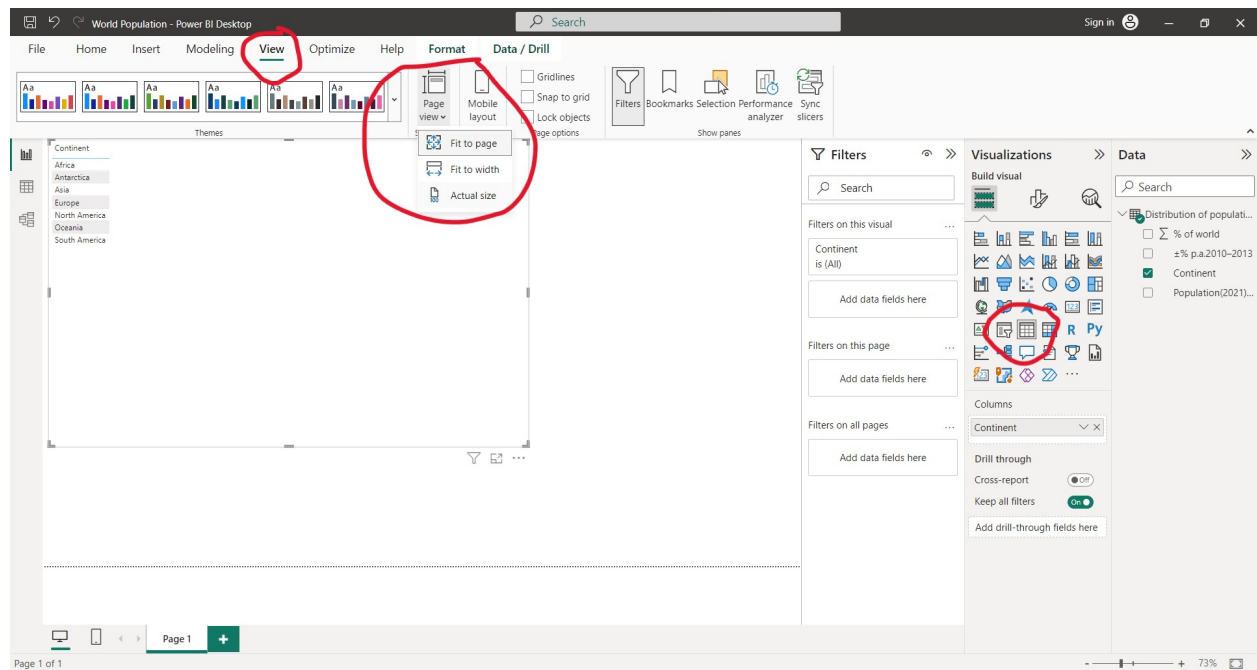 World Population - Power BI Desktop
Search
Sign in
File Home Insert Modeling View Optimize Help Format Data / Drill
Aa Aa Aa Aa Aa Aa
Page view
Mobile layout
Gridlines
Snap to grid
Lock objects
Filters
Bookmarks
Selection
Performance analyzer
Sync slicers
Themes
Page options
Show panes
Fit to page
Fit to width
Actual size
Continent
Africa
Antarctica
Asia
Europe
North America
Oceania
South America
Filters
Search
Filters on this visual ...
Continent
is (All)
Add data fields here
Filters on this page ...
Add data fields here
Filters on all pages ...
Add data fields here
Visualizations
Build visual
123
R Py
123
...
Columns
Continent
Drill through
Cross-report Off
Keep all filters On
Add drill-through fields here
Data
Search
Distribution of populati...
∑ % of world
±% p.a.2010–2013
Continent
Population(2021)...
Page 1 +
Page 1 of 1
- + 73%